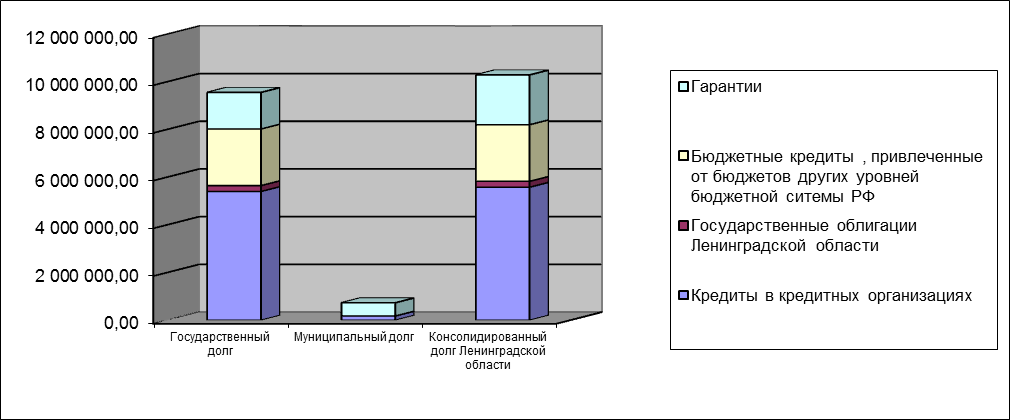 12 000 000,00
10 000 000,00
8 000 000,00
6 000 000,00
4 000 000,00
2 000 000,00
0,00
Государственный
долг
Муниципальный долг
Консолидированный
долг Ленинградской
области
Гарантии
Бюджетные кредиты , привлеченные
от бюджетов других уровней
бюджетной ситемы РФ
Государственные облигации
Ленинградской области
Кредиты в кредитных организациях